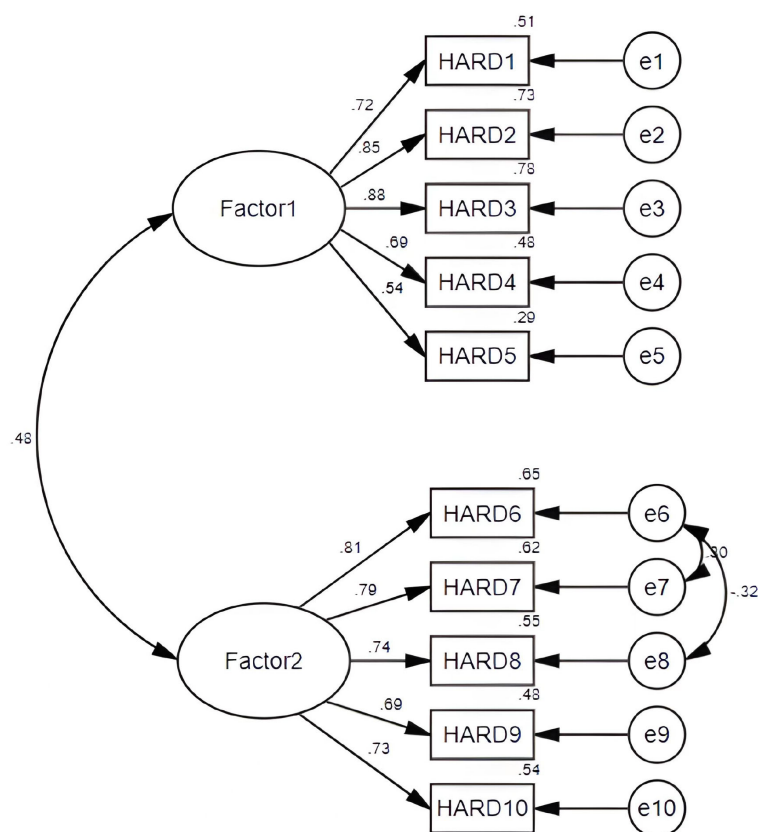 .51
HARD1
e1
.72
.73
HARD2
e2
.85
.78
Factor1
.88
HARD3
e3
.48
.69
HARD4
e4
.54
.29
HARD5
e5
.48
.65
HARD6
e6
.81
.62
.30
HARD7
e7
-.32
.79
.55
Factor2
.74
HARD8
e8
.48
.69
HARD9
e9
.73
.54
HARD10
e10